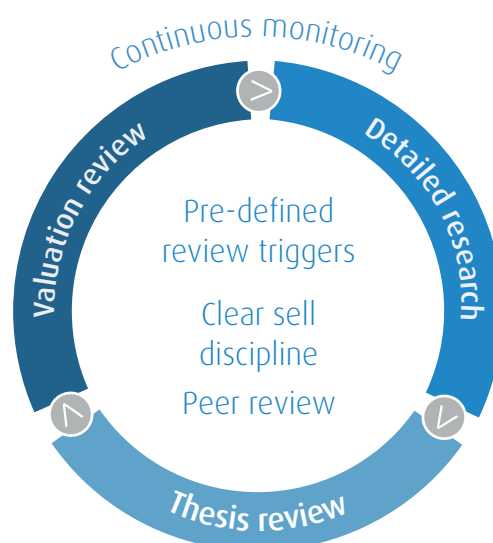 Continuous monitoring
Valuation review
Detailed research
Pre-defined
review triggers
Clear sell
discipline
Peer review
Thesis review